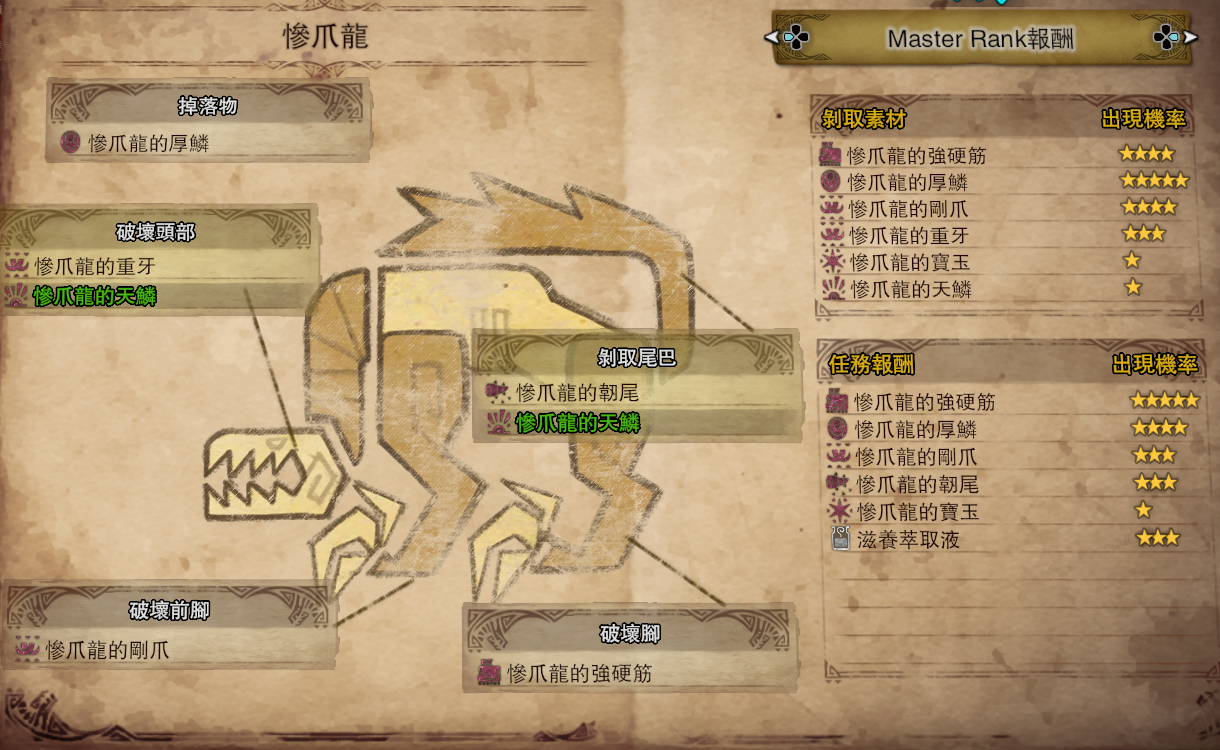 慘爪龍
Master Rank報酬
掉落物
慘爪龍的厚鱗
破壞頭部
慘爪龍的重牙
慘爪龍的天鱗
剝取尾巴
慘爪龍的韌尾
慘爪龍的天鱗
破壞前腳
慘爪龍的剛爪
破壞腳
慘爪龍的強硬筋
剝取素材 出現機率
慘爪龍的強硬筋
慘爪龍的厚鱗
慘爪龍的剛爪
慘爪龍的重牙
慘爪龍的寶玉
慘爪龍的天鱗
任務報酬 出現機率
慘爪龍的強硬筋
慘爪龍的厚鱗
慘爪龍的剛爪
慘爪龍的韌尾
慘爪龍的寶玉
滋養萃取液